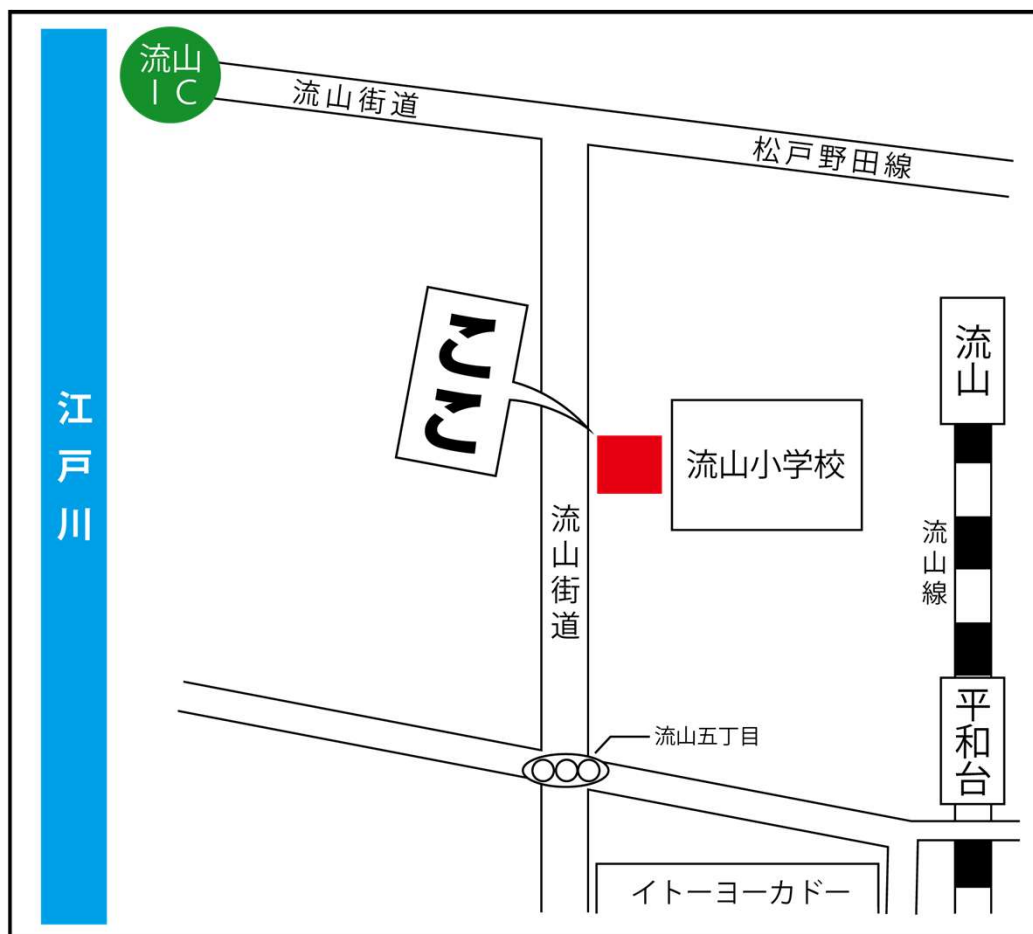 流山
IC
流山街道
松戸野田線
ここ
流山
江戸川
流山小学校
流山街道
流山線
流山五丁目
平和台
イトーヨーカドー